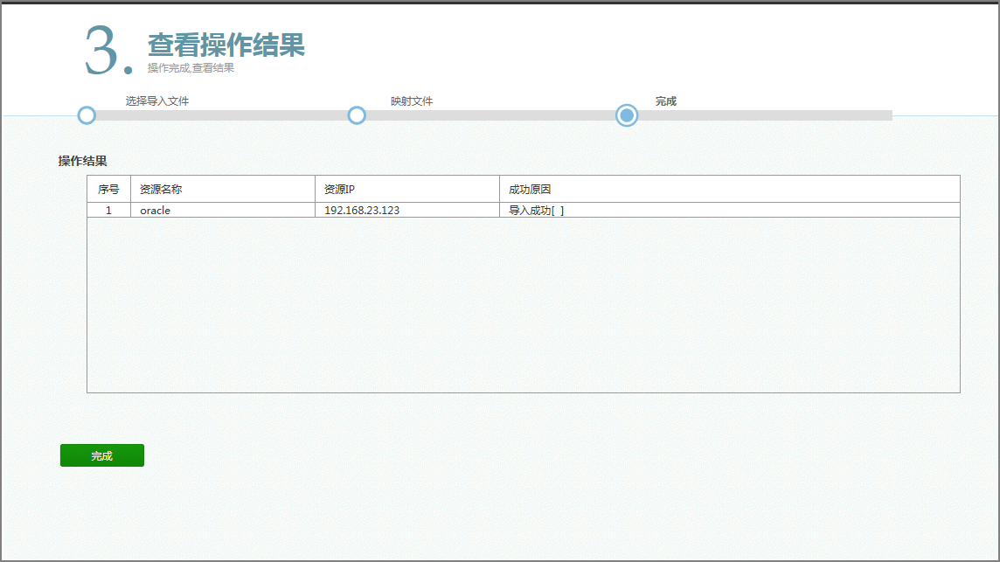 3.
查看操作结果
操作完成,查看结果
选择导入文件 映射文件 完成
操作结果
序号 资源名称 资源IP 成功原因
1 oracle 192.168.23.123 导入成功[ ]
完成